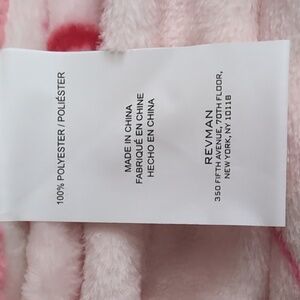 100% POLYESTER / POLIÉSTER
MADE IN CHINA
FABRIQUÉ EN CHINE
HECHO EN CHINA
REVMAN
350 FIFTH AVENUE, 70TH FLOOR,
NEW YORK, NY 10118